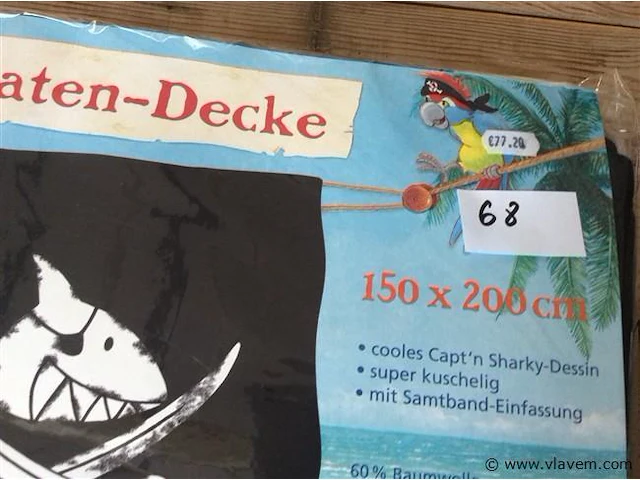 aten-Decke
€77.20
68
150 x 200 cm
• cooles Capt'n Sharky-Dessin
• super kuschelig
• mit Samtband-Einfassung
60 % Baumwolle
© www.vlavem.com